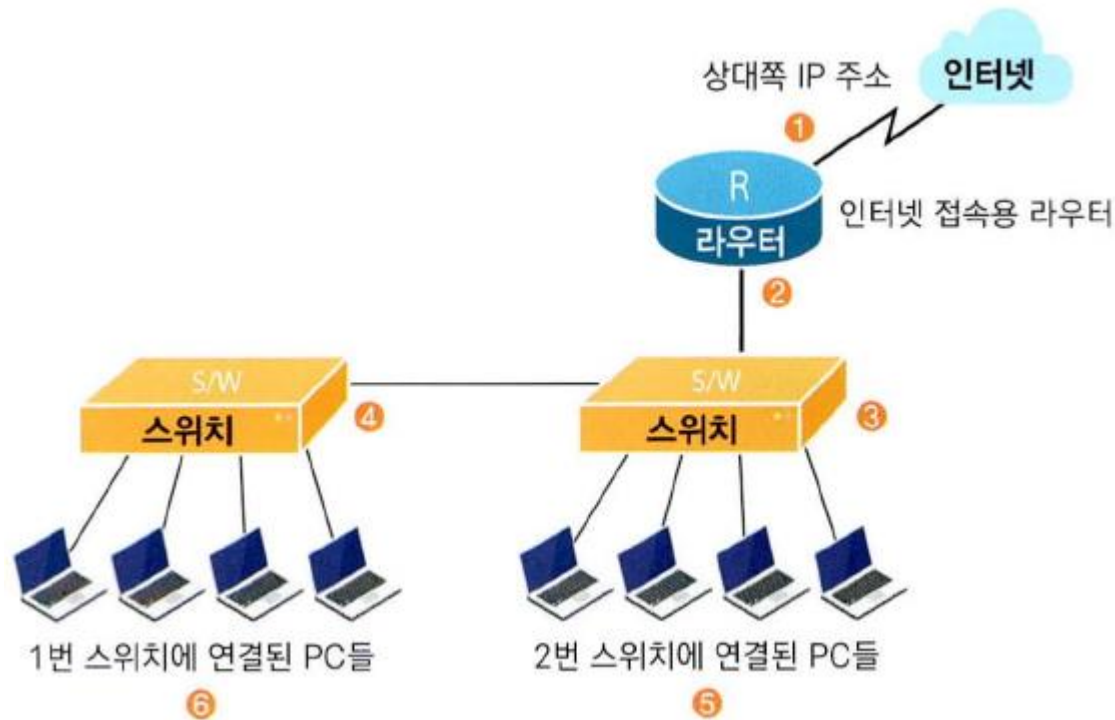 상대쪽 IP 주소
인터넷
1
R
라우터
인터넷 접속용 라우터
2
S/W
스위치
4
S/W
스위치
3
1번 스위치에 연결된 PC들
6
2번 스위치에 연결된 PC들
5